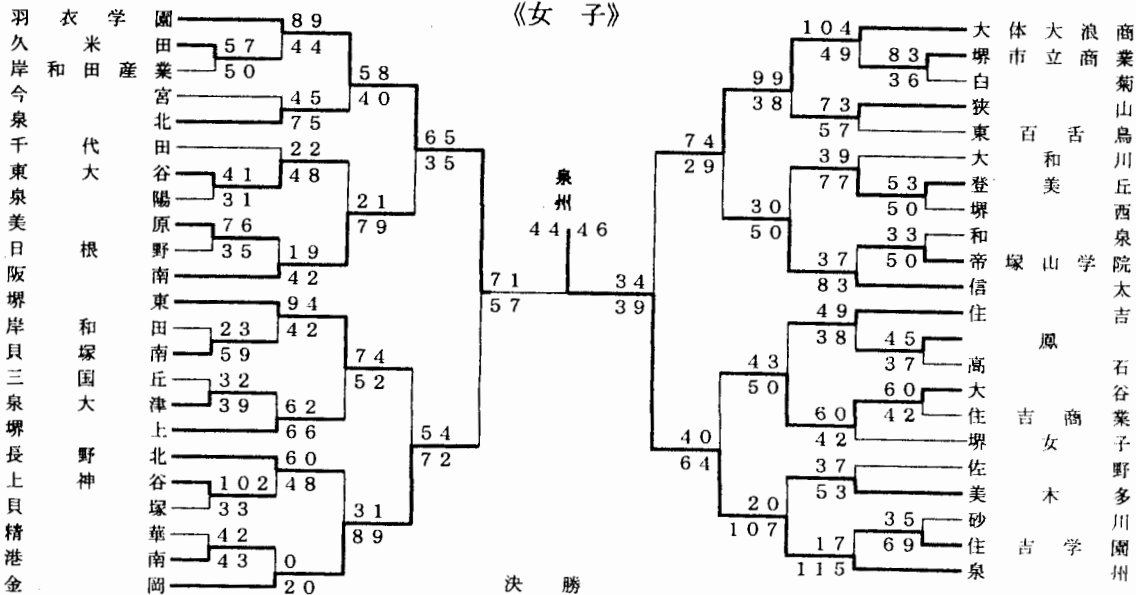 《女子》
羽衣学園
久米田
岸和田産業
今宮
泉北
千代田
東大谷
泉陽
美原
日根野
阪南
堺東
岸和田
貝塚南
三国丘
泉大津
堺上
長野北
上神谷
貝塚
精華
港南
金岡
89
44
57
50
45
75
22
48
41
31
76
35
19
42
94
42
23
59
32
39
62
66
60
48
102
33
42
43
0
20
58
40
21
79
74
52
31
89
65
35
54
72
71
57
泉州
44 46
決勝
34
39
74
29
40
64
99
38
30
50
43
50
20
107
104
49
83
36
73
57
39
77
53
50
33
50
37
83
49
38
45
37
60
42
60
42
37
53
35
69
17
115
大体大浪商
堺市立商業
白菊
狭山
東百舌鳥
大和川
登美丘
堺西
和泉
帝塚山学院
信太
住吉
鳳
高石
大谷
住吉商業
堺女子
佐野
美木多
砂川
住吉学園
泉州